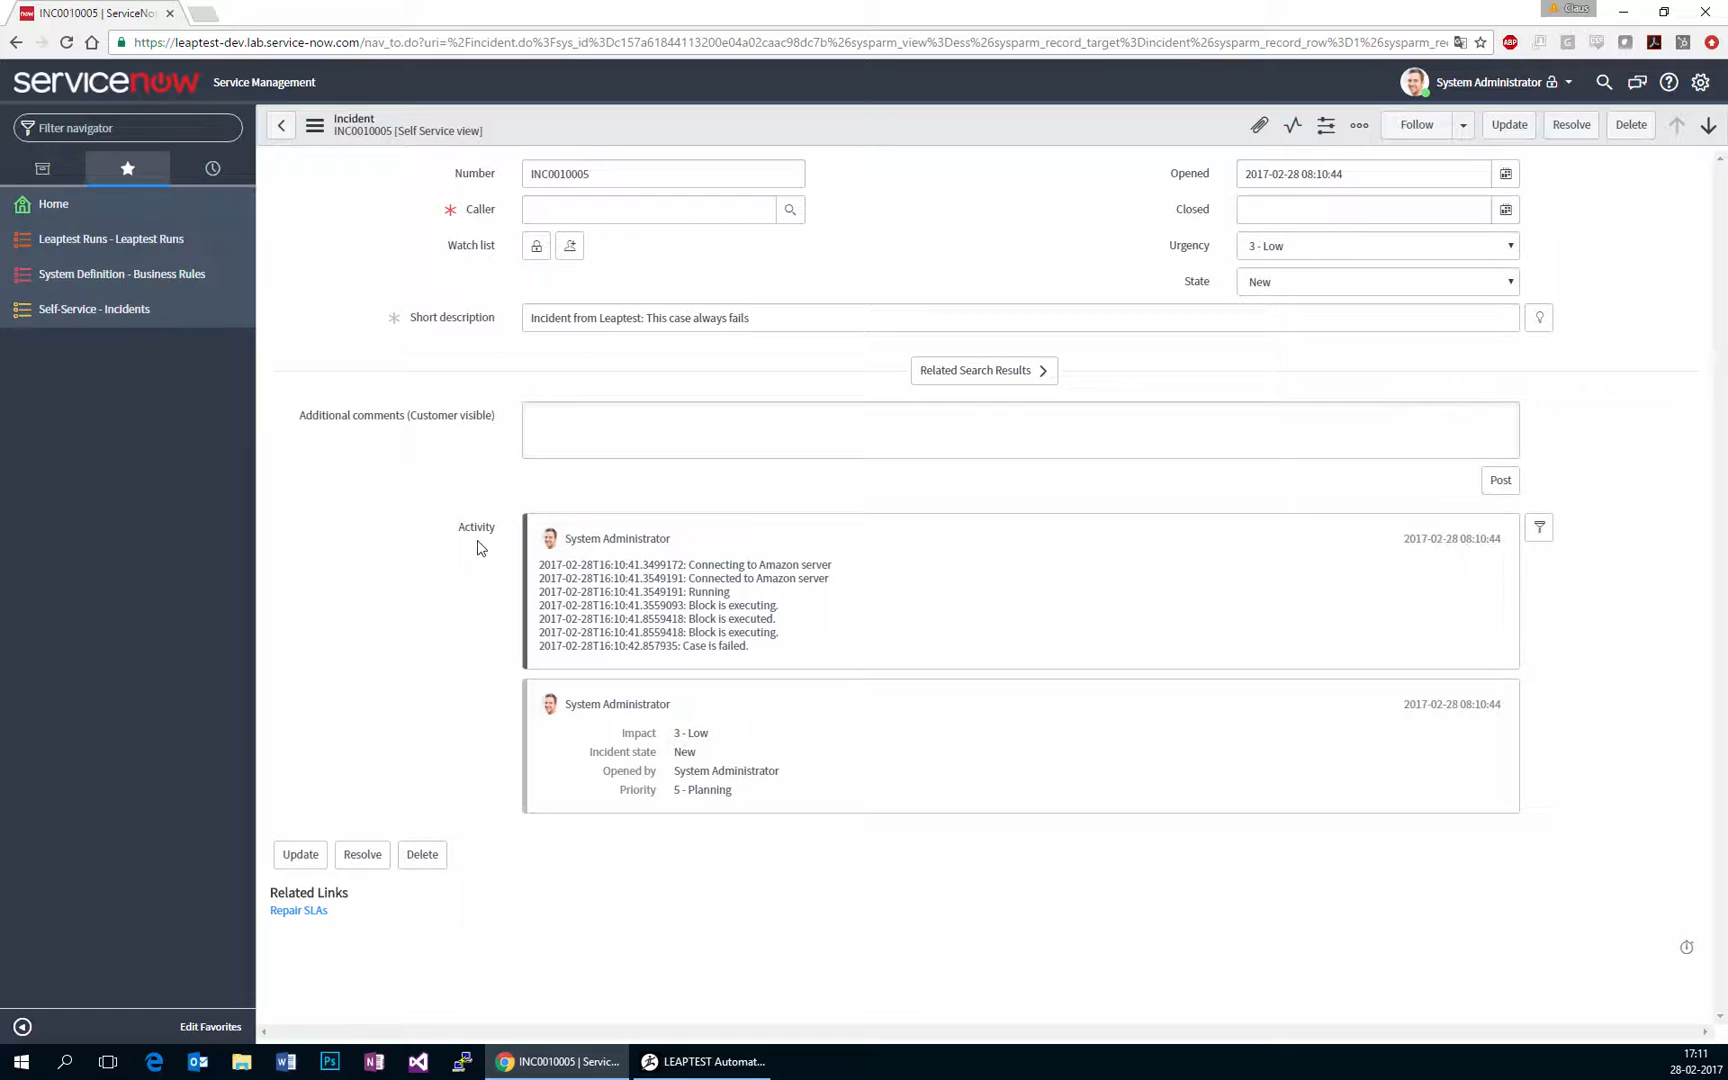 INC0010005 | ServiceNo
Claus
https://leaptest-dev.lab.service-now.com/nav_to.do?uri=%2Fincident.do%3Fsys_id%3Dc157a61844113200e04a02caac98dc7b%26sysparm_view%3Dess%26sysparm_record_target%3Dincident%26sysparm_record_row%3D1%26sysparm_re
servicenow Service Management
System Administrator
Filter navigator
Incident
INC0010005 [Self Service view]
Follow Update Resolve Delete
Home
Leaptest Runs - Leaptest Runs
System Definition - Business Rules
Self-Service - Incidents
Number INC0010005
Opened 2017-02-28 08:10:44
Caller
Closed
Watch list
Urgency 3 - Low
State New
Short description Incident from Leaptest: This case always fails
Related Search Results
Additional comments (Customer visible)
Post
Activity
System Administrator 2017-02-28 08:10:44
2017-02-28T16:10:41.3499172: Connecting to Amazon server
2017-02-28T16:10:41.3549191: Connected to Amazon server
2017-02-28T16:10:41.3549191: Running
2017-02-28T16:10:41.3559093: Block is executing.
2017-02-28T16:10:41.8559418: Block is executed.
2017-02-28T16:10:41.8559418: Block is executing.
2017-02-28T16:10:42.857935: Case is failed.
System Administrator 2017-02-28 08:10:44
Impact 3 - Low
Incident state New
Opened by System Administrator
Priority 5 - Planning
Update Resolve Delete
Related Links
Repair SLAs
Edit Favorites
INC0010005 | Servic...
LEAPTEST Automat...
17:11
28-02-2017